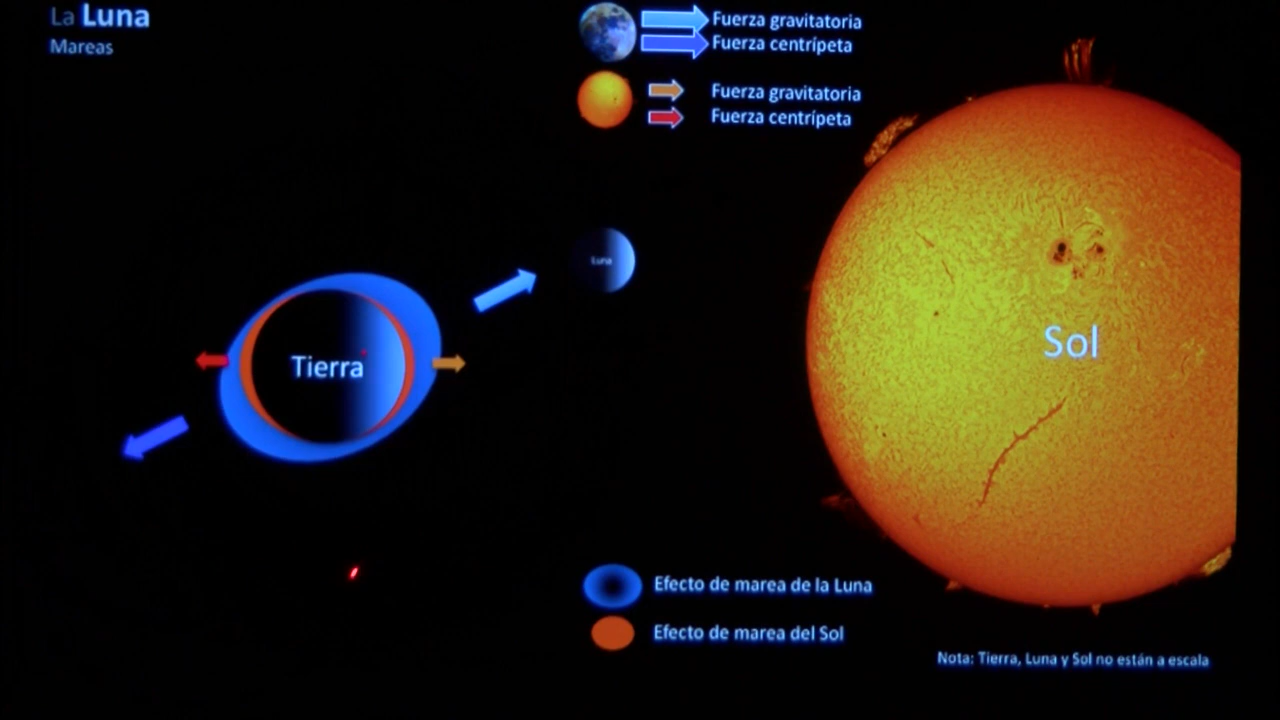 La Luna
Mareas
Fuerza gravitatoria
Fuerza centrípeta
Fuerza gravitatoria
Fuerza centrípeta
Luna
Tierra
Sol
Efecto de marea de la Luna
Efecto de marea del Sol
Nota: Tierra, Luna y Sol no están a escala